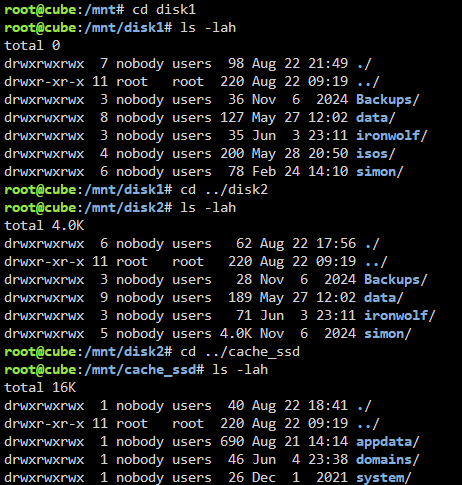 root@cube:/mnt# cd disk1
root@cube:/mnt/disk1# ls -lah
total 0
drwxrwxrwx  7 nobody users  98 Aug 22 21:49 ./
drwxr-xr-x 11 root   root  220 Aug 22 09:19 ../
drwxrwxrwx  3 nobody users  36 Nov  6  2024 Backups/
drwxrwxrwx  8 nobody users 127 May 27 12:02 data/
drwxrwxrwx  3 nobody users  35 Jun  3 23:11 ironwolf/
drwxrwxrwx  4 nobody users 200 May 28 20:50 isos/
drwxrwxrwx  6 nobody users  78 Feb 24 14:10 simon/
root@cube:/mnt/disk1# cd ../disk2
root@cube:/mnt/disk2# ls -lah
total 4.0K
drwxrwxrwx  6 nobody users   62 Aug 22 17:56 ./
drwxr-xr-x 11 root   root   220 Aug 22 09:19 ../
drwxrwxrwx  3 nobody users   28 Nov  6  2024 Backups/
drwxrwxrwx  9 nobody users  189 May 27 12:02 data/
drwxrwxrwx  3 nobody users   71 Jun  3 23:11 ironwolf/
drwxrwxrwx  5 nobody users 4.0K Nov  6  2024 simon/
root@cube:/mnt/disk2# cd ../cache_ssd
root@cube:/mnt/cache_ssd# ls -lah
total 16K
drwxrwxrwx  1 nobody users  40 Aug 22 18:41 ./
drwxr-xr-x 11 root   root  220 Aug 22 09:19 ../
drwxrwxrwx  1 nobody users 690 Aug 21 14:14 appdata/
drwxrwxrwx  1 nobody users  46 Jun  4 23:38 domains/
drwxrwxrwx  1 nobody users  26 Dec  1  2021 system/